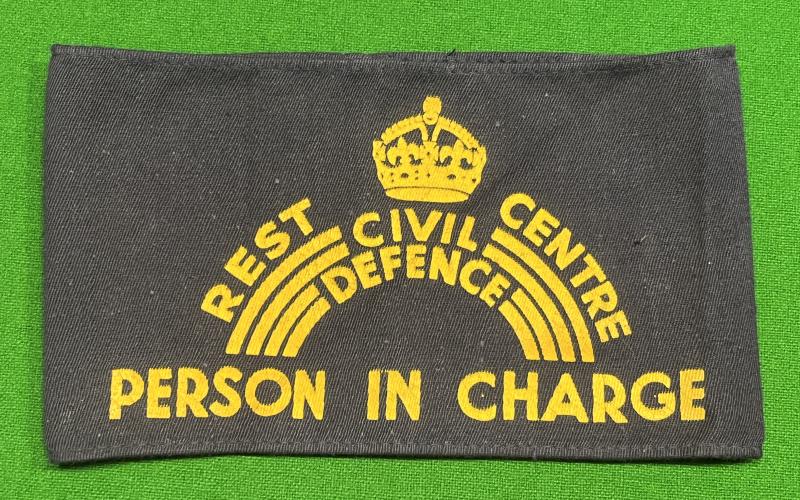 REST CENTRE
CIVIL
DEFENCE
PERSON IN CHARGE